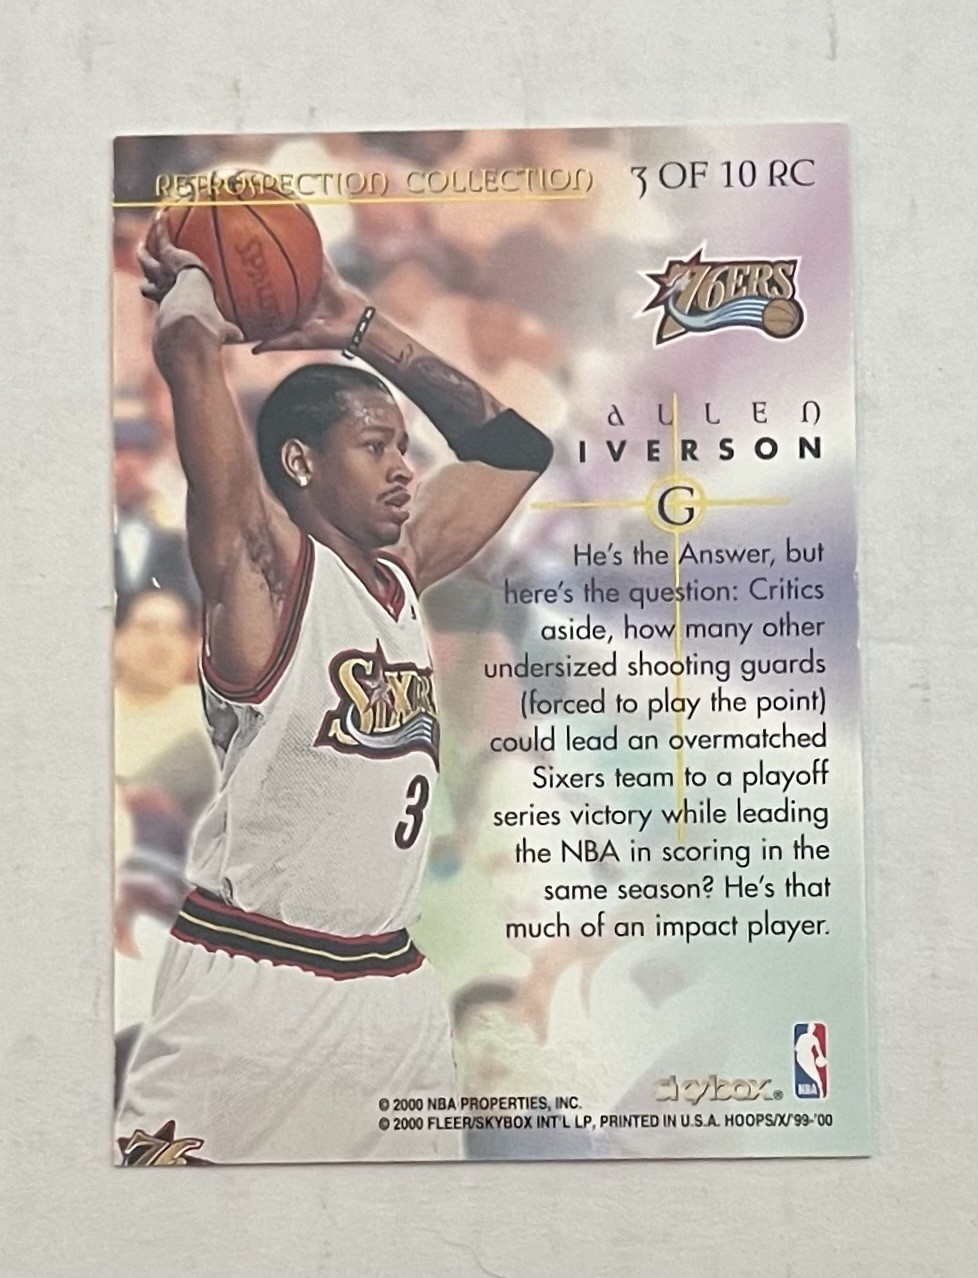 RETROSPECTION COLLECTION
3 OF 10 RC
SPALDING
76ERS
ALLEN
IVERSON
G
He's the Answer, but
here's the question: Critics
aside, how many other
undersized shooting guards
(forced to play the point)
could lead an overmatched
Sixers team to a playoff
series victory while leading
the NBA in scoring in the
same season? He's that
much of an impact player.
SIXERS
3
skybox®
NBA
© 2000 NBA PROPERTIES, INC.
© 2000 FLEER/SKYBOX INT'L LP, PRINTED IN U.S.A. HOOPS/X/'99-'00
76